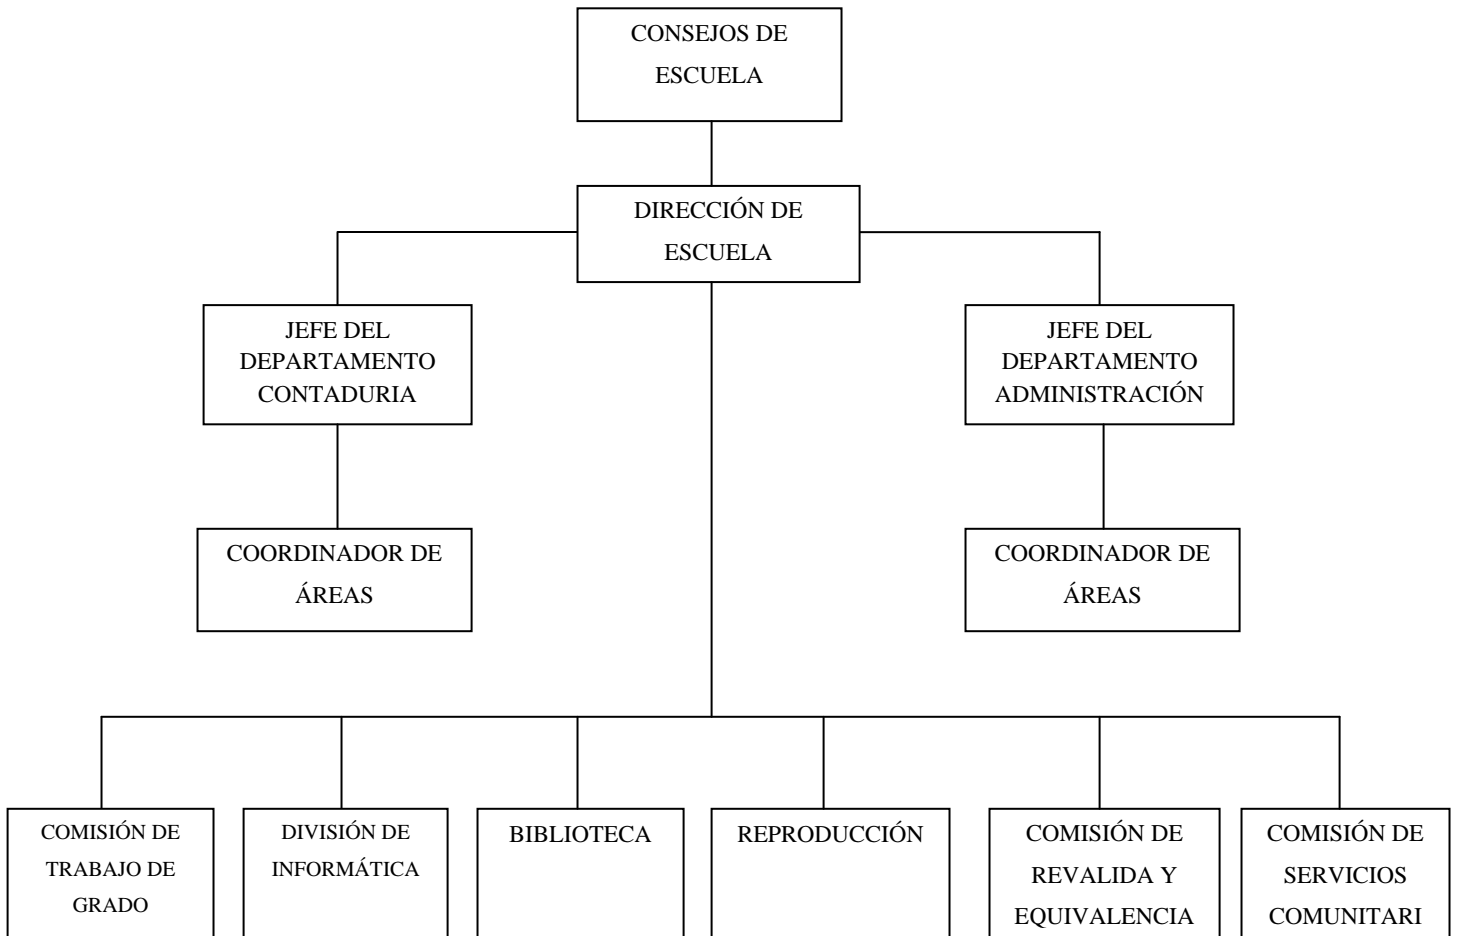 CONSEJOS DE
ESCUELA
DIRECCIÓN DE
ESCUELA
JEFE DEL
DEPARTAMENTO
CONTADURIA
JEFE DEL
DEPARTAMENTO
ADMINISTRACIÓN
COORDINADOR DE
ÁREAS
COORDINADOR DE
ÁREAS
COMISIÓN DE
TRABAJO DE
GRADO
DIVISIÓN DE
INFORMÁTICA
BIBLIOTECA
REPRODUCCIÓN
COMISIÓN DE
REVALIDA Y
EQUIVALENCIA
COMISIÓN DE
SERVICIOS
COMUNITARI